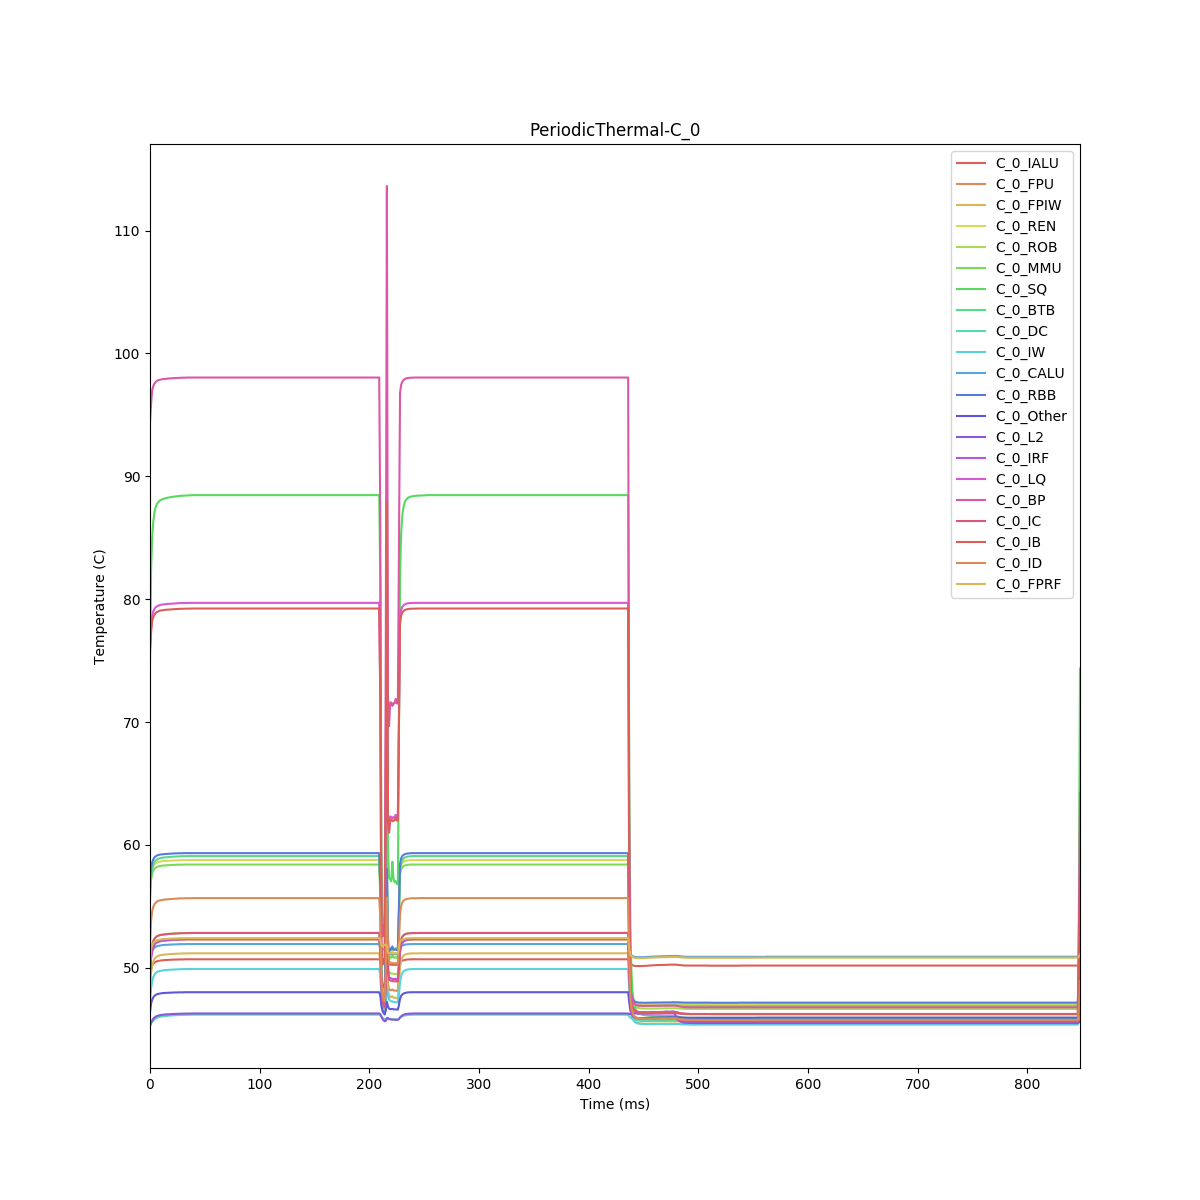 PeriodicThermal-C_0
C_0_IALU
C_0_FPU
C_0_FPIW
C_0_REN
C_0_ROB
C_0_MMU
C_0_SQ
C_0_BTB
C_0_DC
C_0_IW
C_0_CALU
C_0_RBB
C_0_Other
C_0_L2
C_0_IRF
C_0_LQ
C_0_BP
C_0_IC
C_0_IB
C_0_ID
C_0_FPRF
110
100
90
80
70
60
50
Temperature (C)
0 100 200 300 400 500 600 700 800
Time (ms)